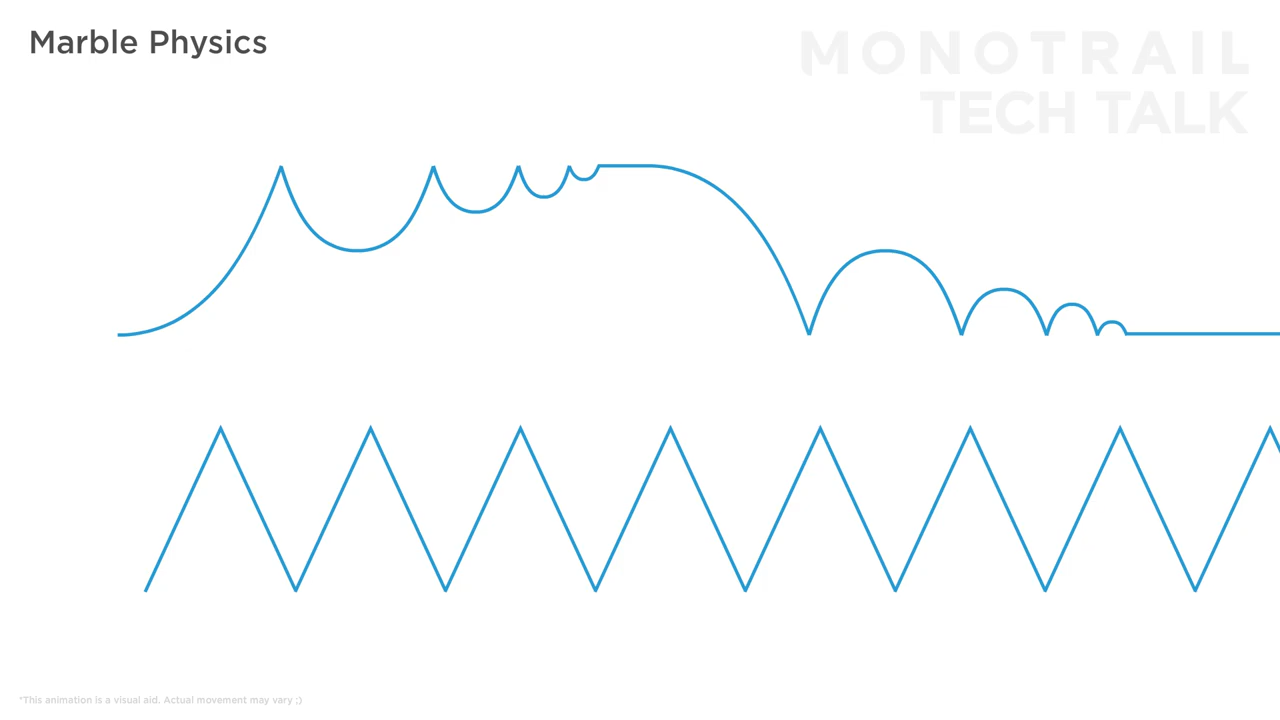 Marble Physics
MONOTRAIL
TECH TALK
*This animation is a visual aid. Actual movement may vary ;)